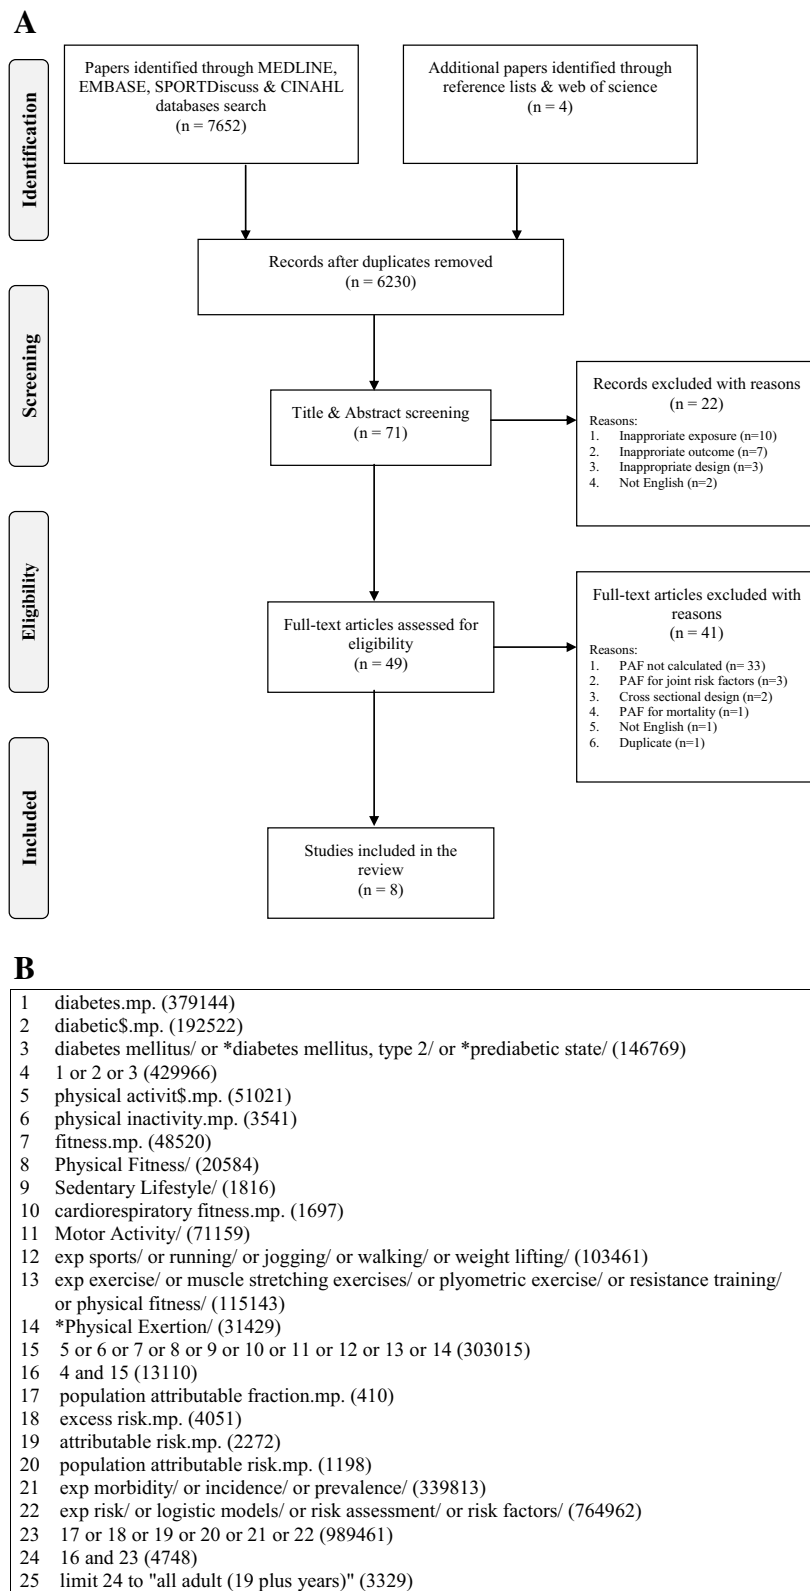 A
Identification
Papers identified through MEDLINE,
EMBASE, SPORTDiscuss & CINAHL
databases search
(n = 7652)
Additional papers identified through
reference lists & web of science
(n = 4)
Records after duplicates removed
(n = 6230)
Screening
Title & Abstract screening
(n = 71)
Records excluded with reasons
(n = 22)
Reasons:
1. Inapproriate exposure (n=10)
2. Inapproriate outcome (n=7)
3. Inappropriate design (n=3)
4. Not English (n=2)
Eligibility
Full-text articles assessed for
eligibility
(n = 49)
Full-text articles excluded with
reasons
(n = 41)
Reasons:
1. PAF not calculated (n= 33)
2. PAF for joint risk factors (n=3)
3. Cross sectional design (n=2)
4. PAF for mortality (n=1)
5. Not English (n=1)
6. Duplicate (n=1)
Included
Studies included in the
review
(n = 8)
B
1 diabetes.mp. (379144)
2 diabetic$.mp. (192522)
3 diabetes mellitus/ or *diabetes mellitus, type 2/ or *prediabetic state/ (146769)
4 1 or 2 or 3 (429966)
5 physical activit$.mp. (51021)
6 physical inactivity.mp. (3541)
7 fitness.mp. (48520)
8 Physical Fitness/ (20584)
9 Sedentary Lifestyle/ (1816)
10 cardiorespiratory fitness.mp. (1697)
11 Motor Activity/ (71159)
12 exp sports/ or running/ or jogging/ or walking/ or weight lifting/ (103461)
13 exp exercise/ or muscle stretching exercises/ or plyometric exercise/ or resistance training/
or physical fitness/ (115143)
14 *Physical Exertion/ (31429)
15 5 or 6 or 7 or 8 or 9 or 10 or 11 or 12 or 13 or 14 (303015)
16 4 and 15 (13110)
17 population attributable fraction.mp. (410)
18 excess risk.mp. (4051)
19 attributable risk.mp. (2272)
20 population attributable risk.mp. (1198)
21 exp morbidity/ or incidence/ or prevalence/ (339813)
22 exp risk/ or logistic models/ or risk assessment/ or risk factors/ (764962)
23 17 or 18 or 19 or 20 or 21 or 22 (989461)
24 16 and 23 (4748)
25 limit 24 to "all adult (19 plus years)" (3329)